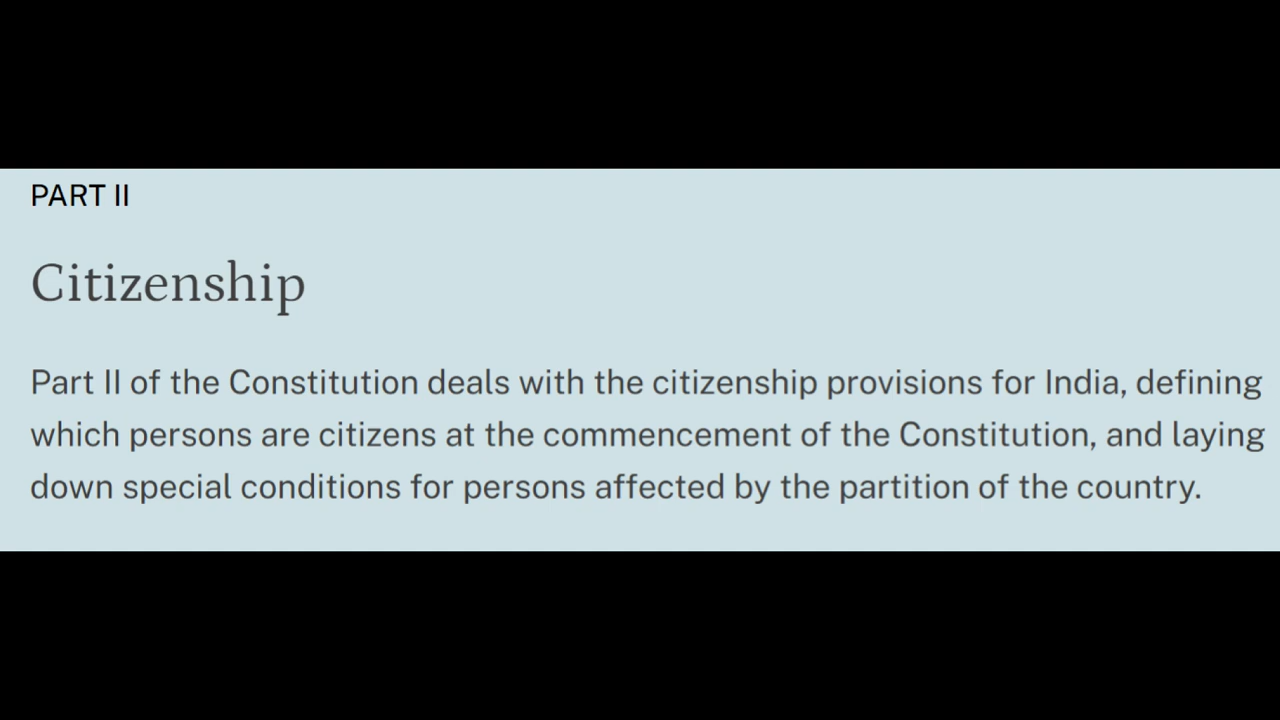 PART II
Citizenship
Part II of the Constitution deals with the citizenship provisions for India, defining
which persons are citizens at the commencement of the Constitution, and laying
down special conditions for persons affected by the partition of the country.